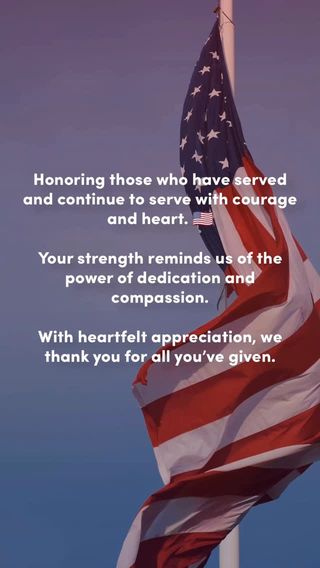 Honoring those who have served
and continue to serve with courage
and heart. 🇺🇸
Your strength reminds us of the
power of dedication and
compassion.
With heartfelt appreciation, we
thank you for all you’ve given.